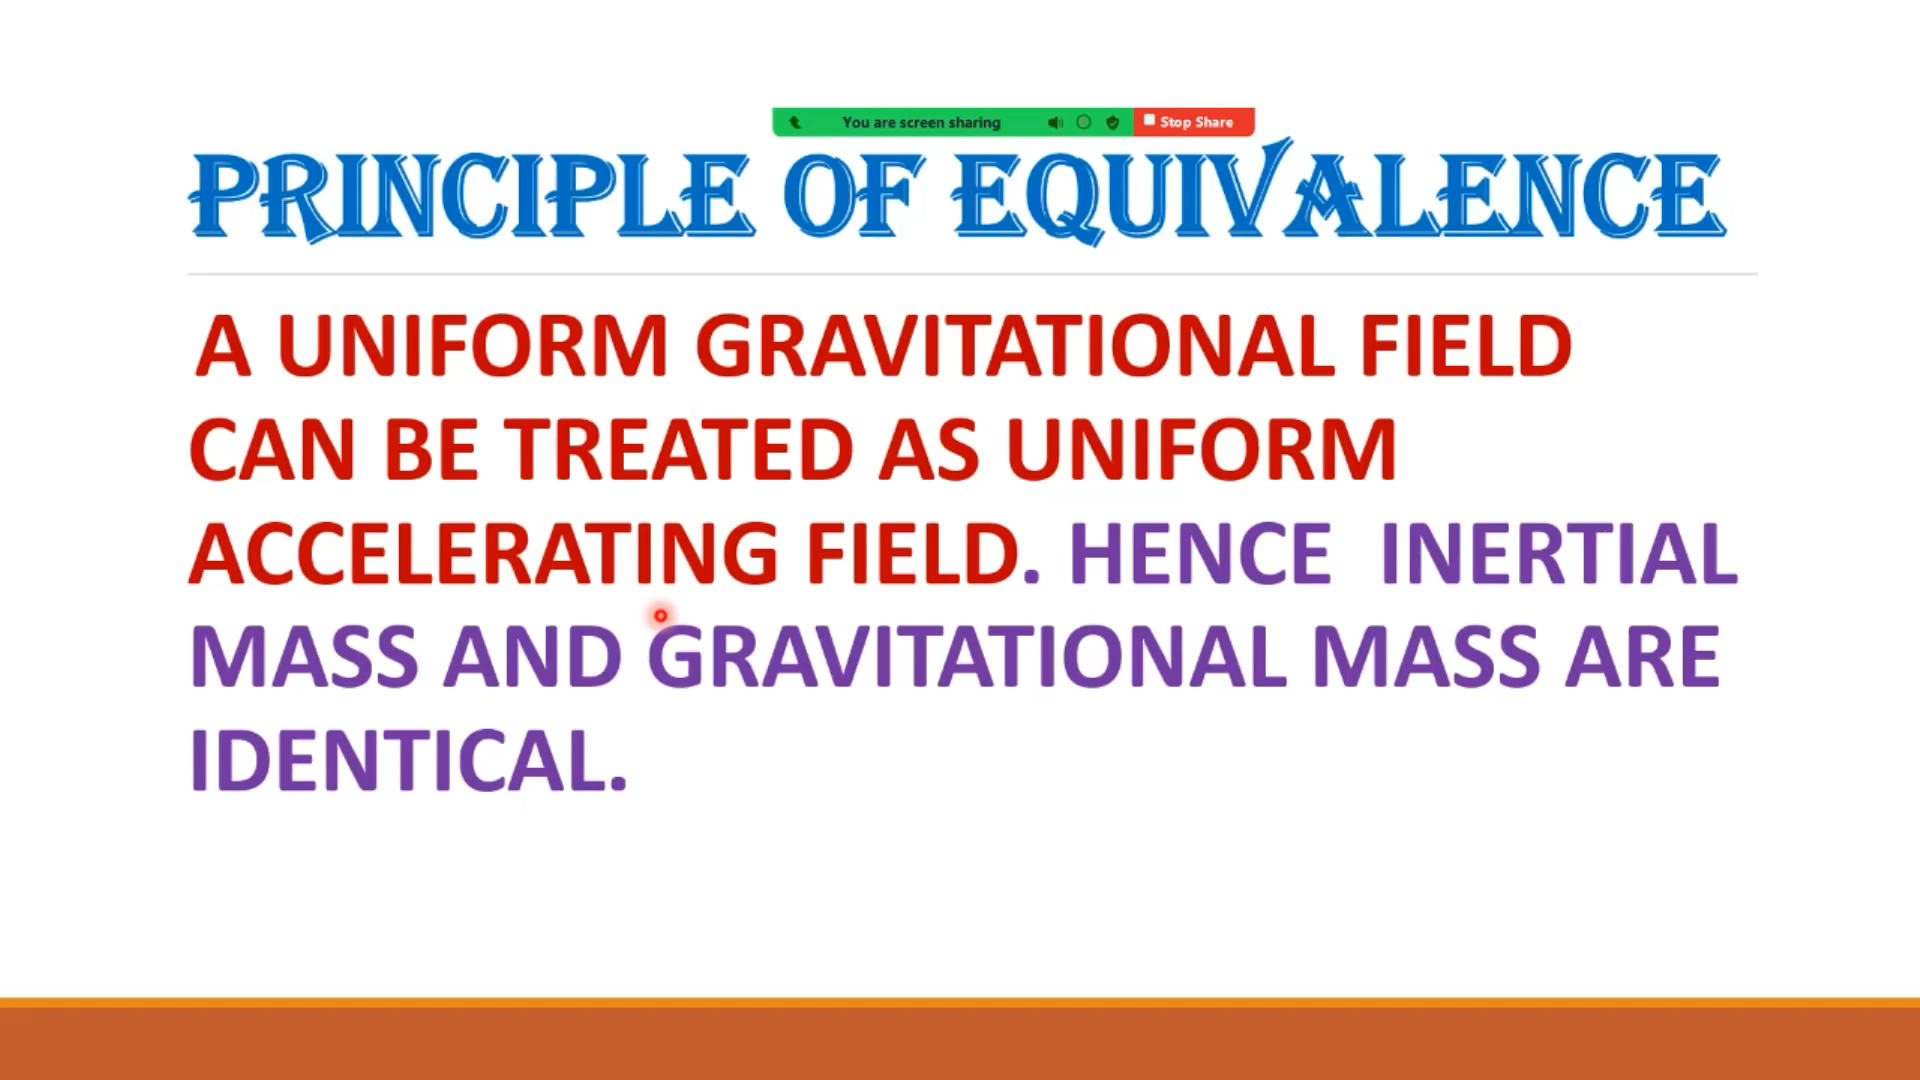 You are screen sharing Stop Share
PRINCIPLE OF EQUIVALENCE
A UNIFORM GRAVITATIONAL FIELD
CAN BE TREATED AS UNIFORM
ACCELERATING FIELD. HENCE INERTIAL
MASS AND GRAVITATIONAL MASS ARE
IDENTICAL.